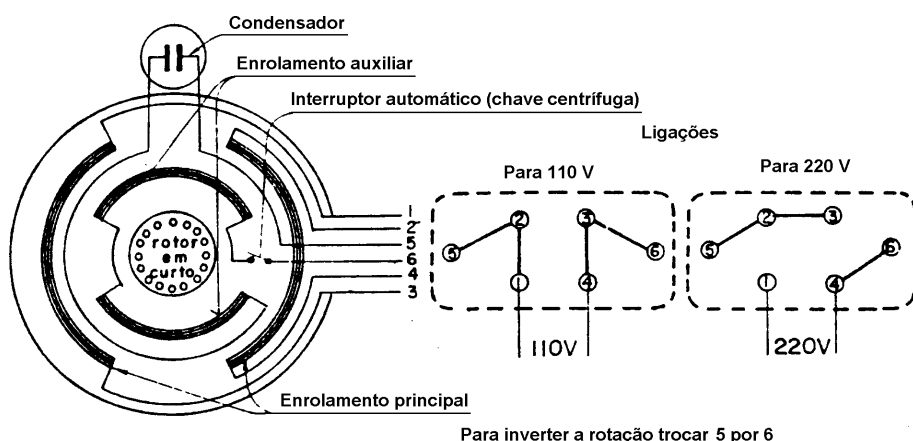 Condensador
Enrolamento auxiliar
Interruptor automático (chave centrífuga)
Ligações
Para 110 V
Para 220 V
1
2
5
6
4
3
rotor
em
curto
2
3
5
6
1
4
110V
2
3
5
6
1
4
220V
Enrolamento principal
Para inverter a rotação trocar 5 por 6